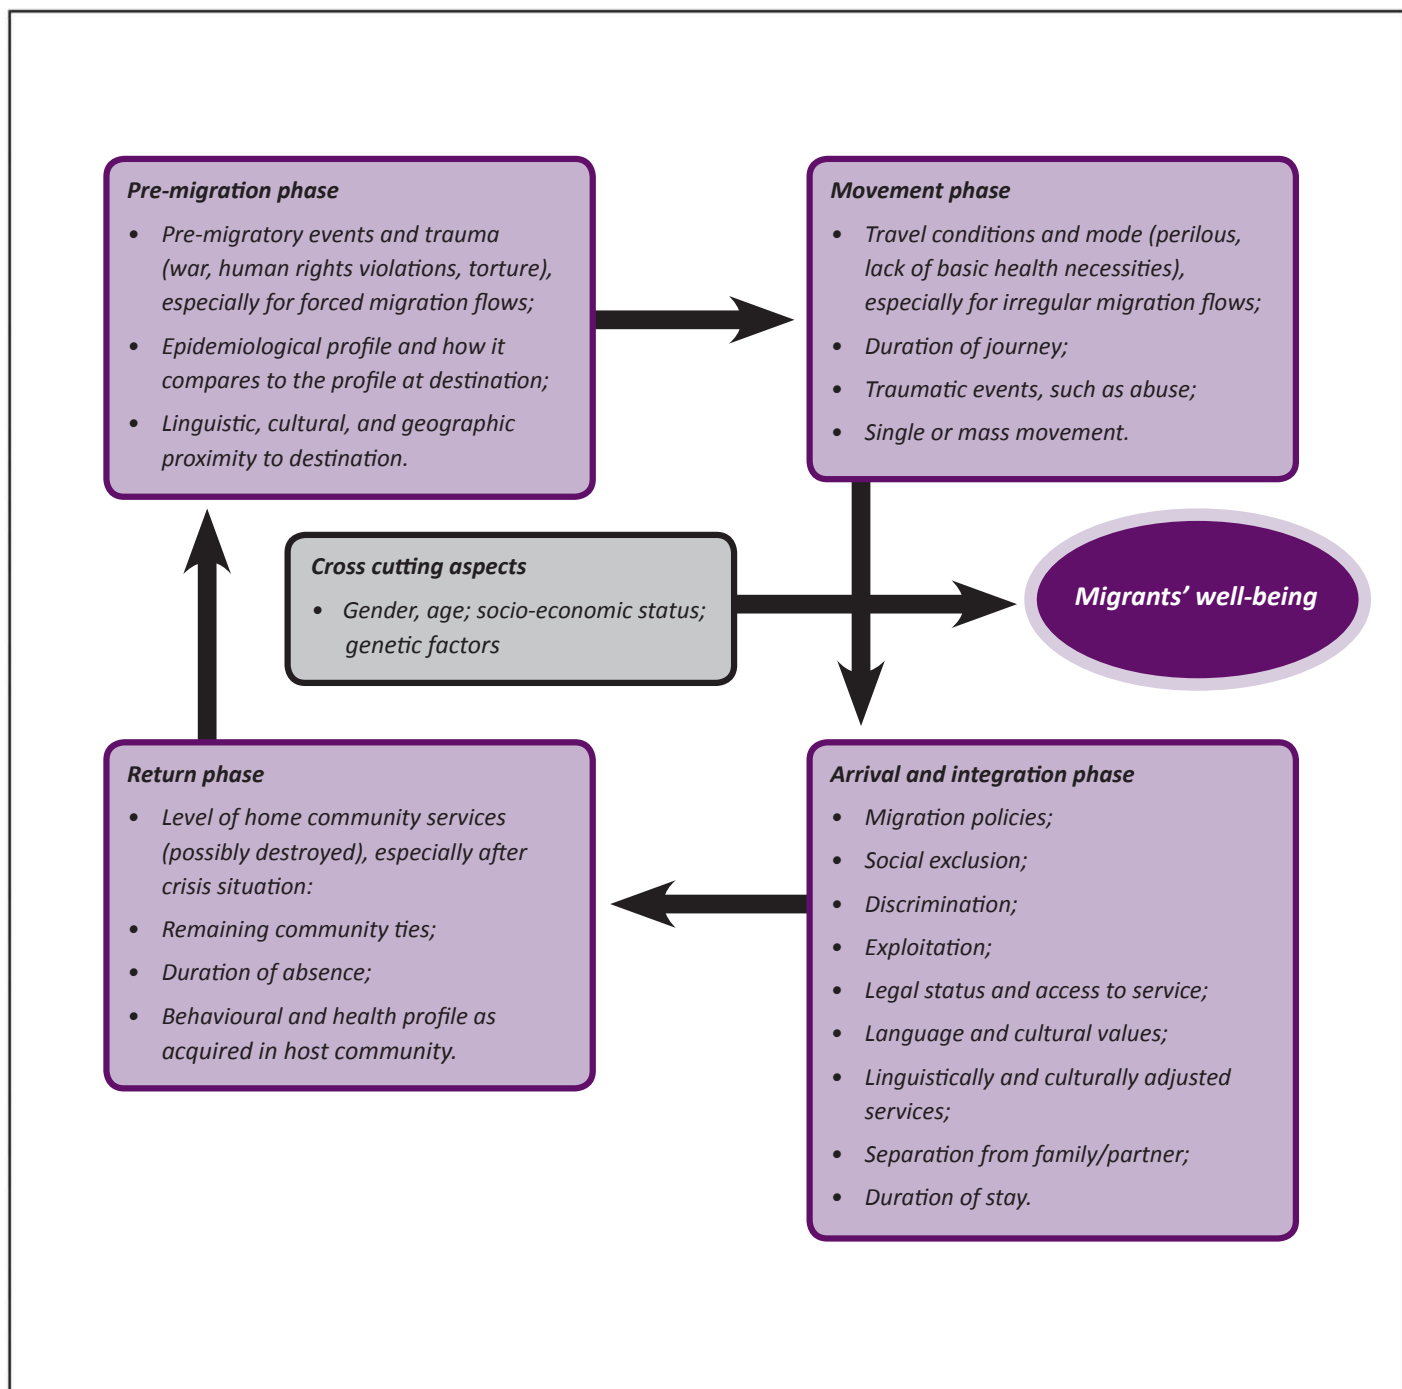 Pre-migration phase
• Pre-migratory events and trauma
(war, human rights violations, torture),
especially for forced migration flows;
• Epidemiological profile and how it
compares to the profile at destination;
• Linguistic, cultural, and geographic
proximity to destination.
Movement phase
• Travel conditions and mode (perilous,
lack of basic health necessities),
especially for irregular migration flows;
• Duration of journey;
• Traumatic events, such as abuse;
• Single or mass movement.
Cross cutting aspects
• Gender, age; socio-economic status;
genetic factors
Migrants’ well-being
Return phase
• Level of home community services
(possibly destroyed), especially after
crisis situation:
• Remaining community ties;
• Duration of absence;
• Behavioural and health profile as
acquired in host community.
Arrival and integration phase
• Migration policies;
• Social exclusion;
• Discrimination;
• Exploitation;
• Legal status and access to service;
• Language and cultural values;
• Linguistically and culturally adjusted
services;
• Separation from family/partner;
• Duration of stay.